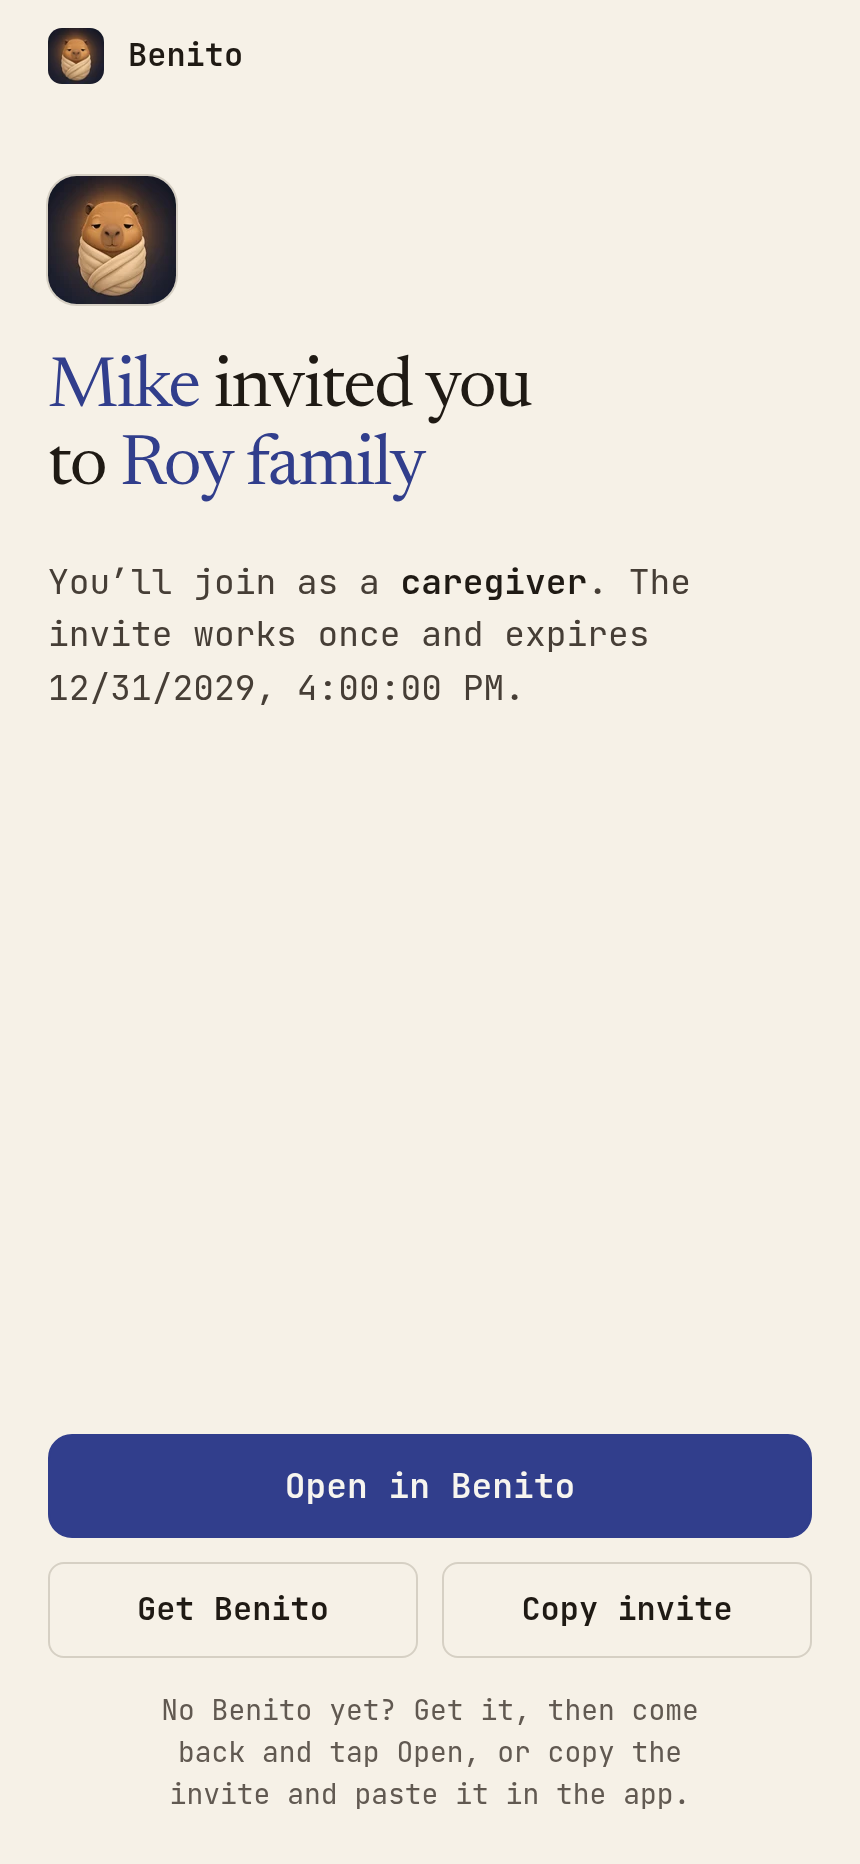 Benito
Mike invited you
to Roy family
You’ll join as a caregiver. The
invite works once and expires
12/31/2029, 4:00:00 PM.
Open in Benito
Get Benito
Copy invite
No Benito yet? Get it, then come
back and tap Open, or copy the
invite and paste it in the app.